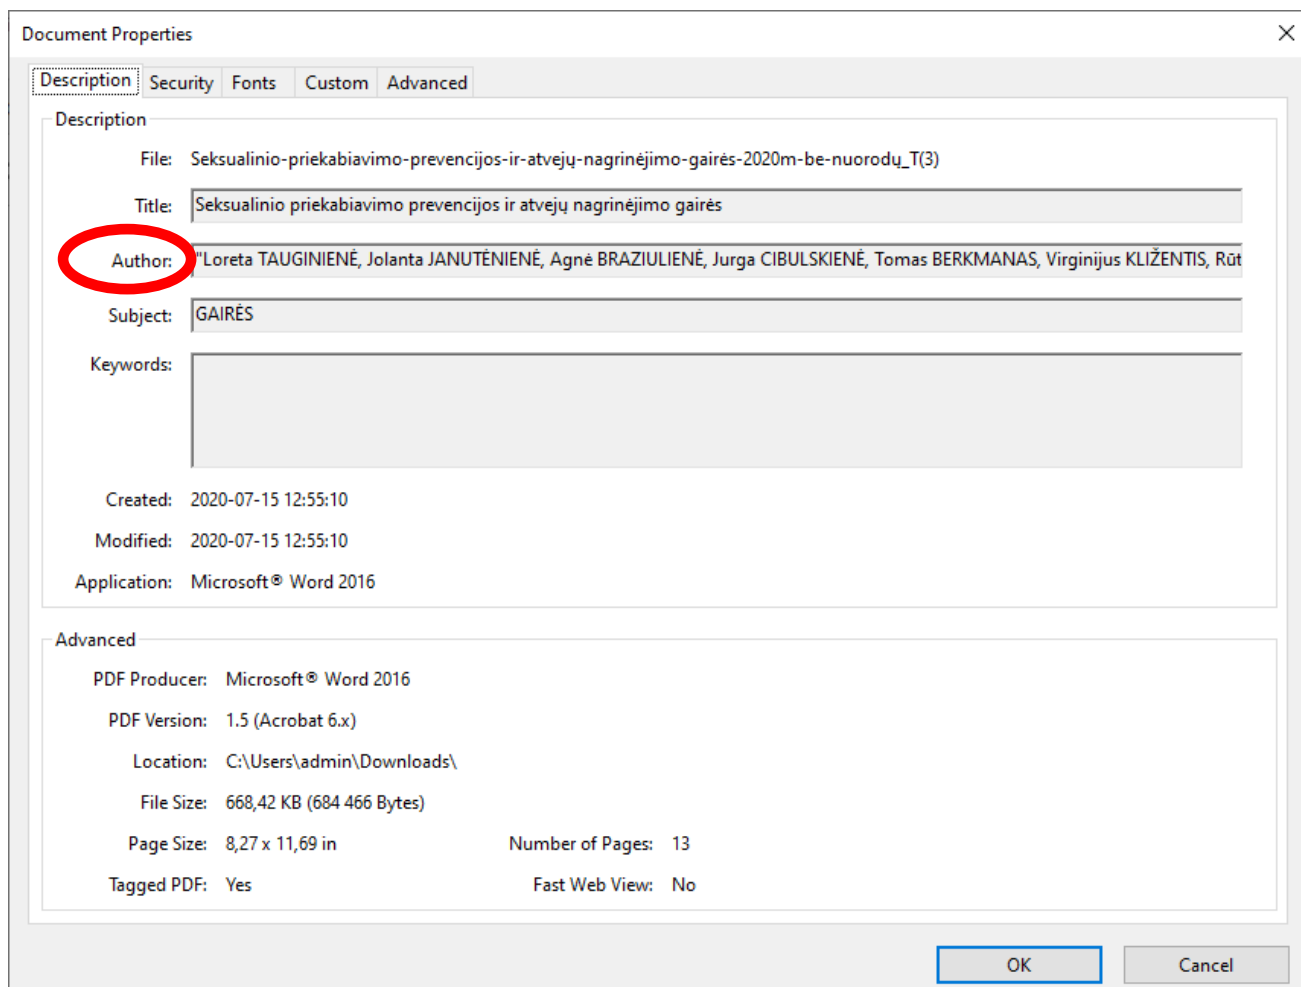 Document Properties
Description Security Fonts Custom Advanced
Description
File: Seksualinio-priekabiavimo-prevencijos-ir-atvejų-nagrinėjimo-gairės-2020m-be-nuorodų_T(3)
Title: Seksualinio priekabiavimo prevencijos ir atvejų nagrinėjimo gairės
Author: "Loreta TAUGINIENĖ, Jolanta JANUTĖNIENĖ, Agnė BRAZIULIENĖ, Jurga CIBULSKIENĖ, Tomas BERKMANAS, Virginijus KLIŽENTIS, Rūt
Subject: GAIRĖS
Keywords:
Created: 2020-07-15 12:55:10
Modified: 2020-07-15 12:55:10
Application: Microsoft® Word 2016
Advanced
PDF Producer: Microsoft® Word 2016
PDF Version: 1.5 (Acrobat 6.x)
Location: C:\Users\admin\Downloads\
File Size: 668,42 KB (684 466 Bytes)
Page Size: 8,27 x 11,69 in Number of Pages: 13
Tagged PDF: Yes Fast Web View: No
OK Cancel